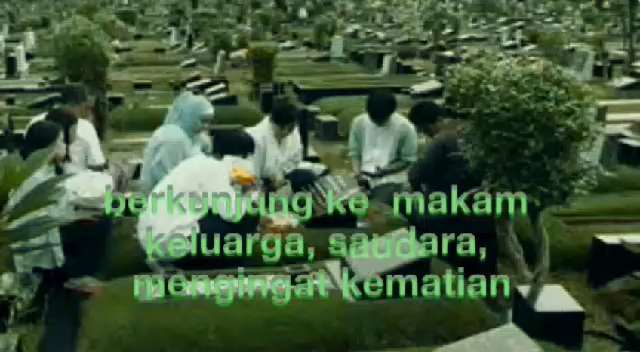 berkunjung ke makam
keluarga, saudara,
mengingat kematian